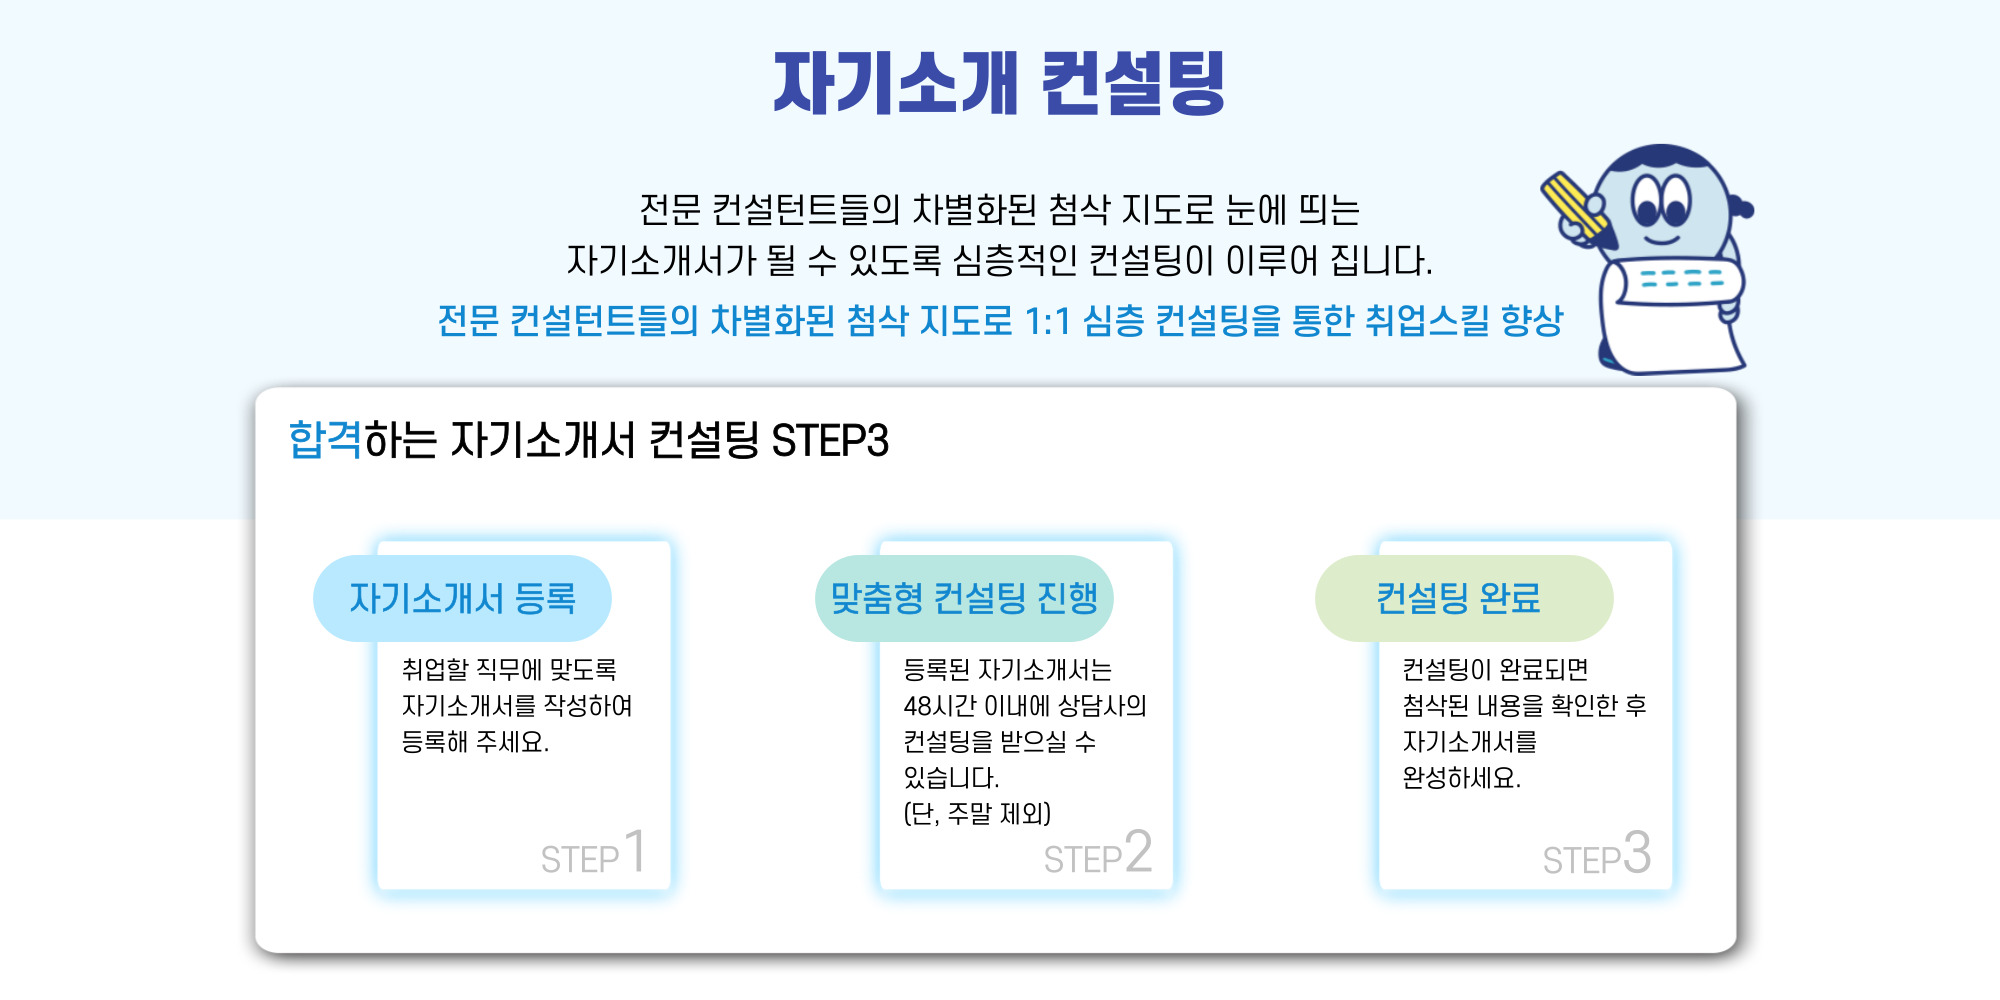 자기소개 컨설팅
전문 컨설턴트들의 차별화된 첨삭 지도로 눈에 띄는
자기소개서가 될 수 있도록 심층적인 컨설팅이 이루어 집니다.
전문 컨설턴트들의 차별화된 첨삭 지도로 1:1 심층 컨설팅을 통한 취업스킬 향상
합격하는 자기소개서 컨설팅 STEP3
자기소개서 등록
취업할 직무에 맞도록
자기소개서를 작성하여
등록해 주세요.
STEP1
맞춤형 컨설팅 진행
등록된 자기소개서는
48시간 이내에 상담사의
컨설팅을 받으실 수
있습니다.
(단, 주말 제외)
STEP2
컨설팅 완료
컨설팅이 완료되면
첨삭된 내용을 확인한 후
자기소개서를
완성하세요.
STEP3